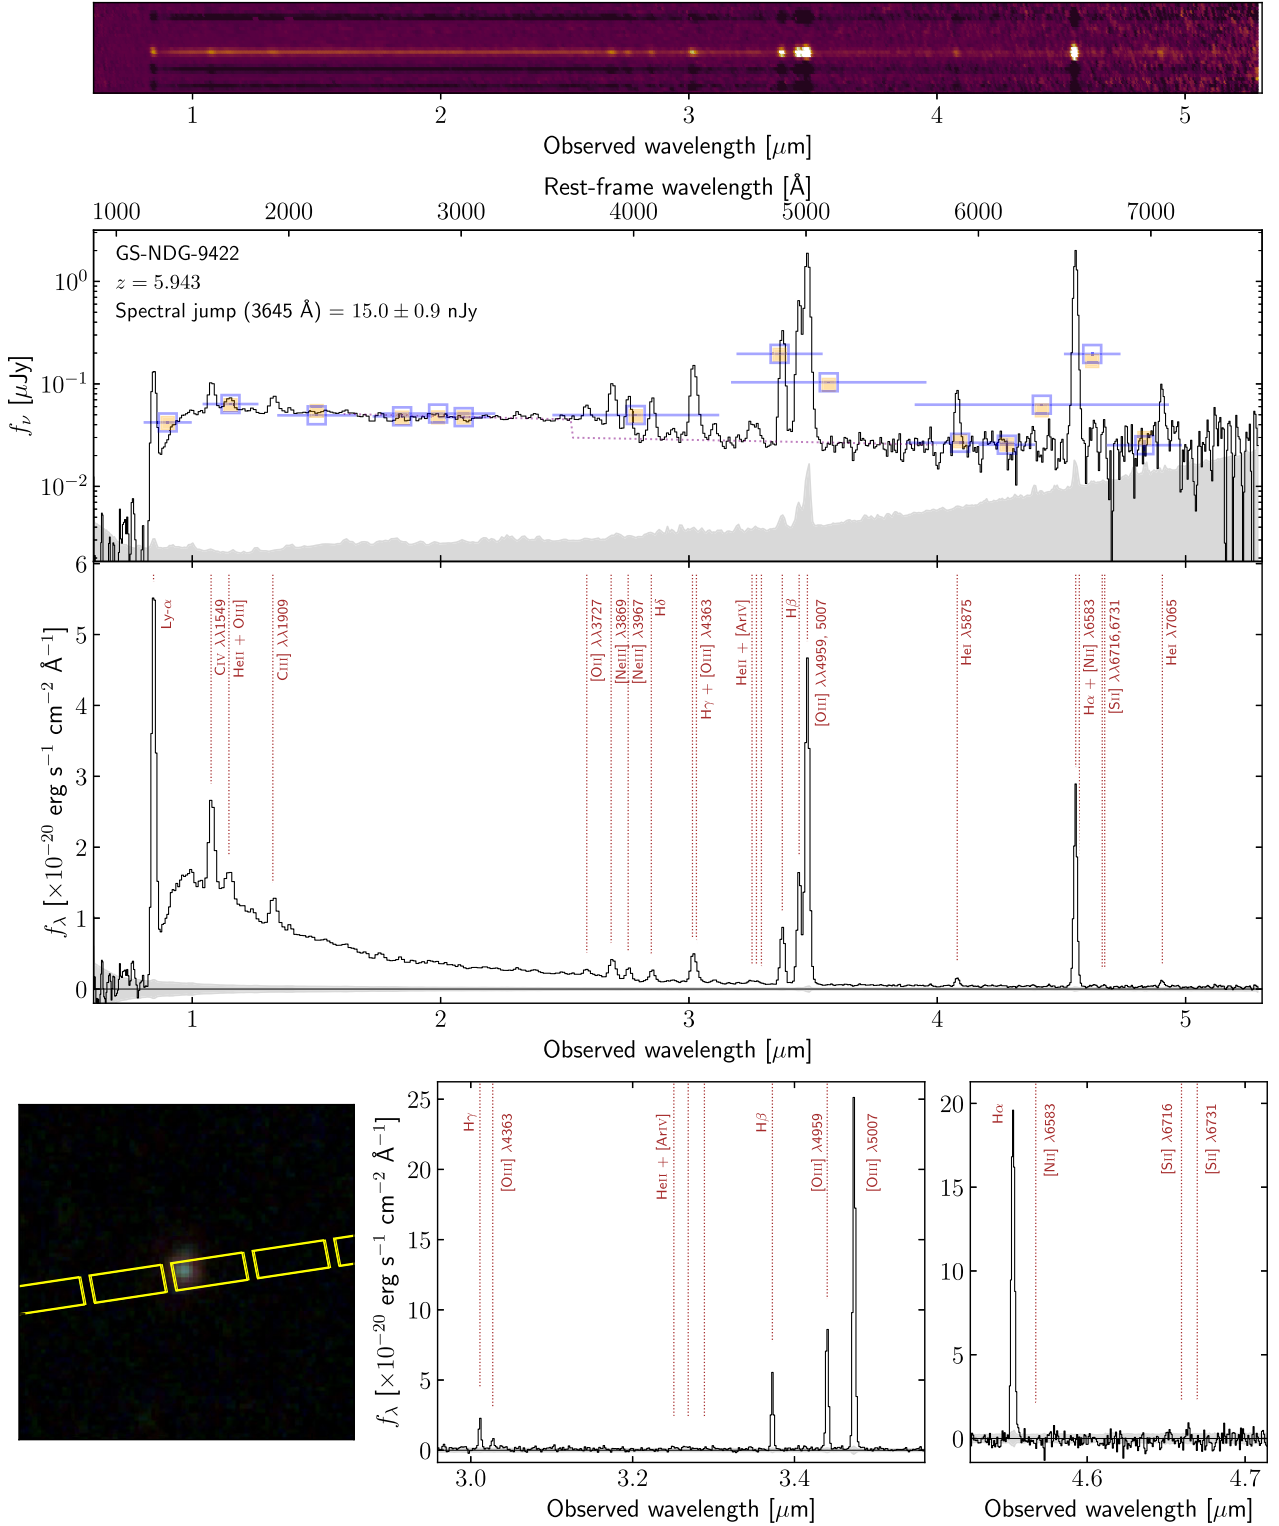 1 2 3 4 5
Observed wavelength [μm]
Rest-frame wavelength [Å]
1000 2000 3000 4000 5000 6000 7000
GS-NDG-9422
z = 5.943
Spectral jump (3645 Å) = 15.0 ± 0.9 nJy
10⁰
10⁻¹
10⁻²
f_ν [μJy]
6
5
4
3
2
1
0
f_λ [×10⁻²⁰ erg s⁻¹ cm⁻² Å⁻¹]
Ly-α
CIV λλ1549
HeII + OIII]
CIII] λλ1909
[OII] λλ3727
[NeIII] λ3869
[NeIII] λ3967
Hδ
Hγ + [OIII] λ4363
HeII + [ArIV]
Hβ
[OIII] λλ4959, 5007
HeI λ5875
Hα + [NII] λ6583
[SII] λλ6716,6731
HeI λ7065
1 2 3 4 5
Observed wavelength [μm]
25
20
15
10
5
0
f_λ [×10⁻²⁰ erg s⁻¹ cm⁻² Å⁻¹]
Hγ
[OIII] λ4363
HeII + [ArIV]
Hβ
[OIII] λ4959
[OIII] λ5007
3.0 3.2 3.4
Observed wavelength [μm]
20
15
10
5
0
Hα
[NII] λ6583
[SII] λ6716
[SII] λ6731
4.6 4.7
Observed wavelength [μm]